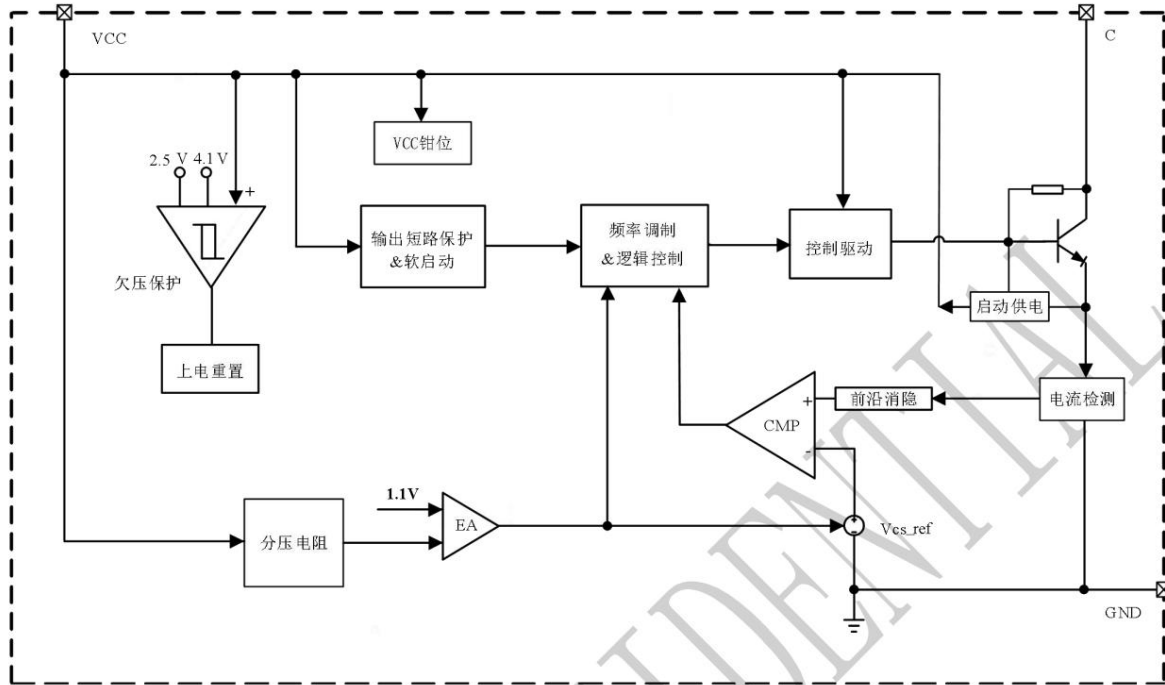 VCC
C
VCC钳位
2.5 V 4.1 V
+
欠压保护
上电重置
输出短路保护
&软启动
频率调制
&逻辑控制
控制驱动
启动供电
电流检测
前沿消隐
+
CMP
-
1.1V
EA
分压电阻
+
-
Vcs_ref
GND
IDENTIAL